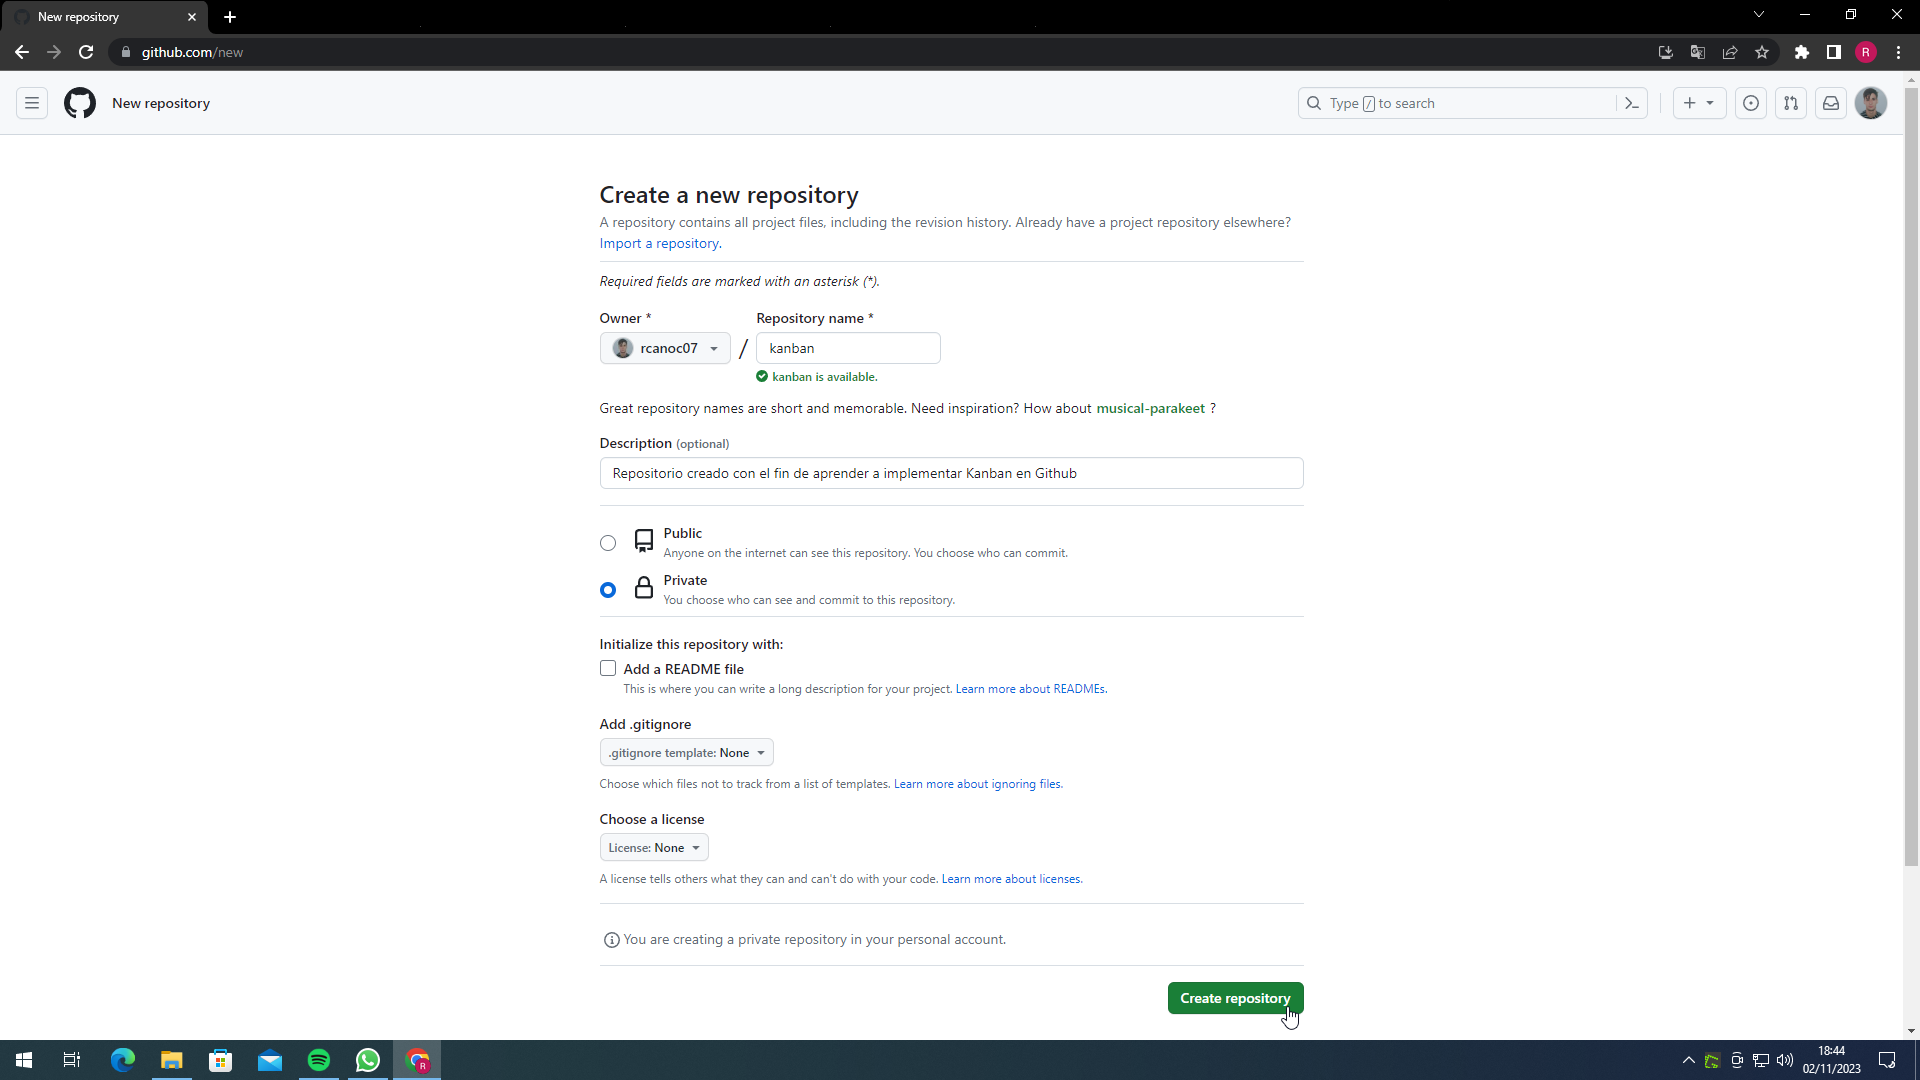 New repository
github.com/new
R
New repository
Type / to search
Create a new repository
A repository contains all project files, including the revision history. Already have a project repository elsewhere?
Import a repository.
Required fields are marked with an asterisk (*).
Owner *
Repository name *
rcanoc07
/
kanban
kanban is available.
Great repository names are short and memorable. Need inspiration? How about musical-parakeet ?
Description (optional)
Repositorio creado con el fin de aprender a implementar Kanban en Github
Public
Anyone on the internet can see this repository. You choose who can commit.
Private
You choose who can see and commit to this repository.
Initialize this repository with:
Add a README file
This is where you can write a long description for your project. Learn more about READMEs.
Add .gitignore
.gitignore template: None
Choose which files not to track from a list of templates. Learn more about ignoring files.
Choose a license
License: None
A license tells others what they can and can't do with your code. Learn more about licenses.
You are creating a private repository in your personal account.
Create repository
R
18:44
02/11/2023